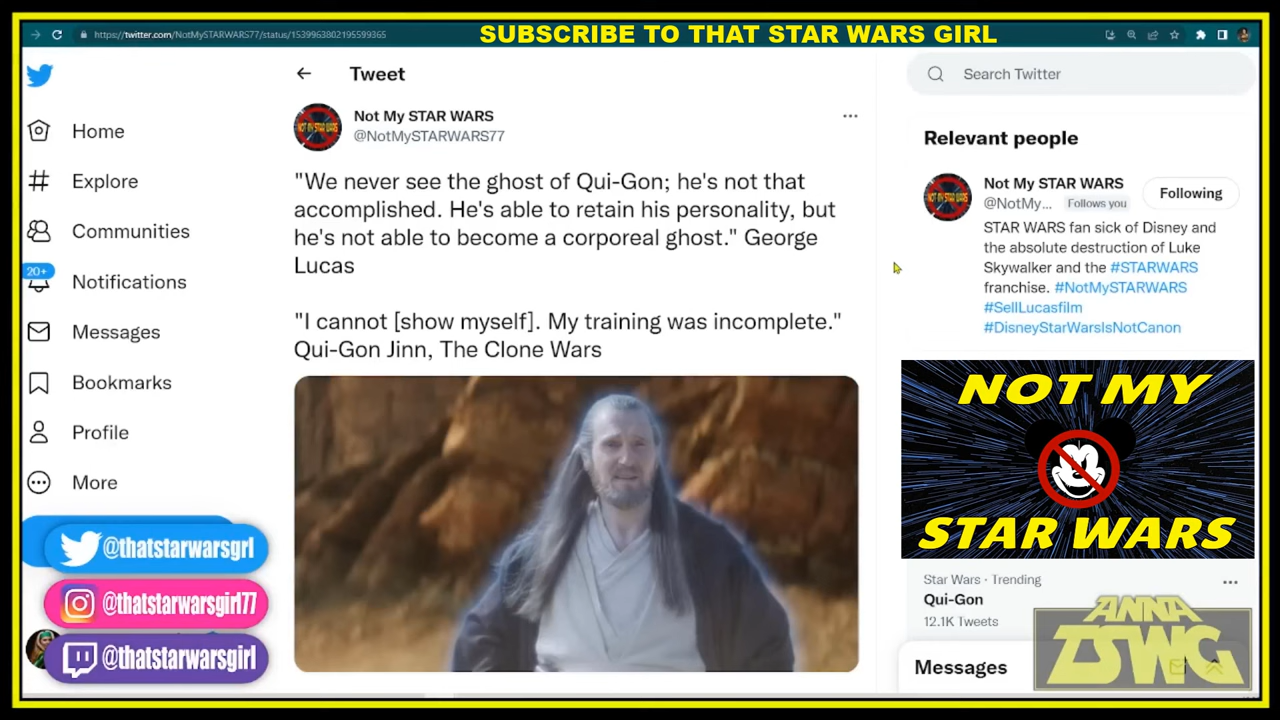 https://twitter.com/NotMySTARWARS77/status/1539963802195599365
SUBSCRIBE TO THAT STAR WARS GIRL
Home
Explore
Communities
20+
Notifications
Messages
Bookmarks
Profile
More
@thatstarwarsgrl
@thatstarwarsgirl77
@thatstarwarsgirl
Tweet
Not My STAR WARS
@NotMySTARWARS77
"We never see the ghost of Qui-Gon; he's not that
accomplished. He's able to retain his personality, but
he's not able to become a corporeal ghost." George
Lucas
"I cannot [show myself]. My training was incomplete."
Qui-Gon Jinn, The Clone Wars
Search Twitter
Relevant people
Not My STAR WARS
@NotMy... Follows you
Following
STAR WARS fan sick of Disney and
the absolute destruction of Luke
Skywalker and the #STARWARS
franchise. #NotMySTARWARS
#SellLucasfilm
#DisneyStarWarsIsNotCanon
NOT MY
STAR WARS
Star Wars · Trending
Qui-Gon
12.1K Tweets
Messages
ANNA
TSWG